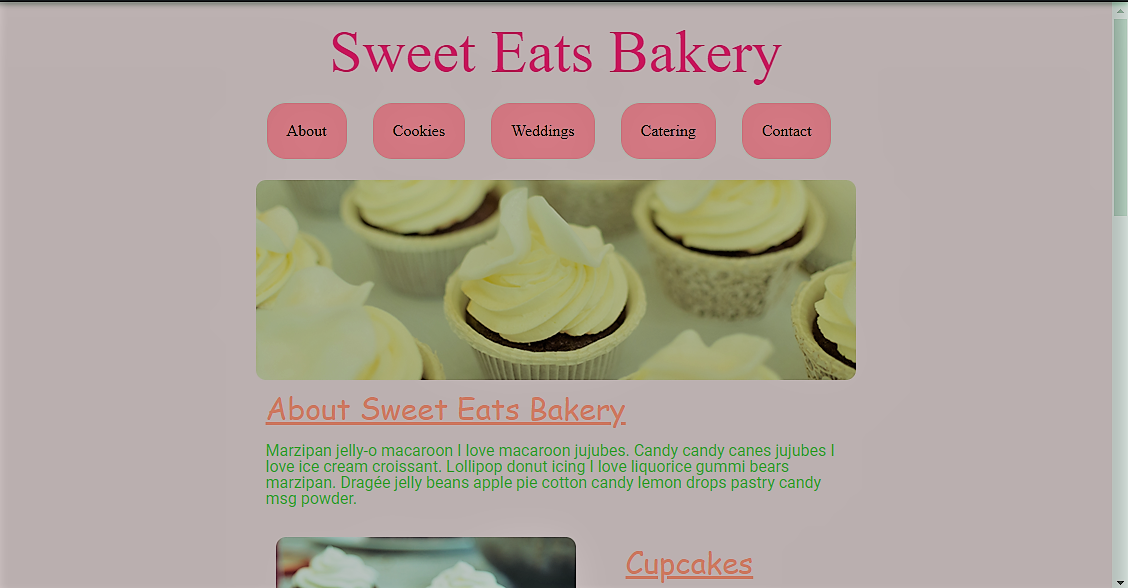 Sweet Eats Bakery
About Cookies Weddings Catering Contact
About Sweet Eats Bakery
Marzipan jelly-o macaroon I love macaroon jujubes. Candy candy canes jujubes I
love ice cream croissant. Lollipop donut icing I love liquorice gummi bears
marzipan. Dragée jelly beans apple pie cotton candy lemon drops pastry candy
msg powder.
Cupcakes